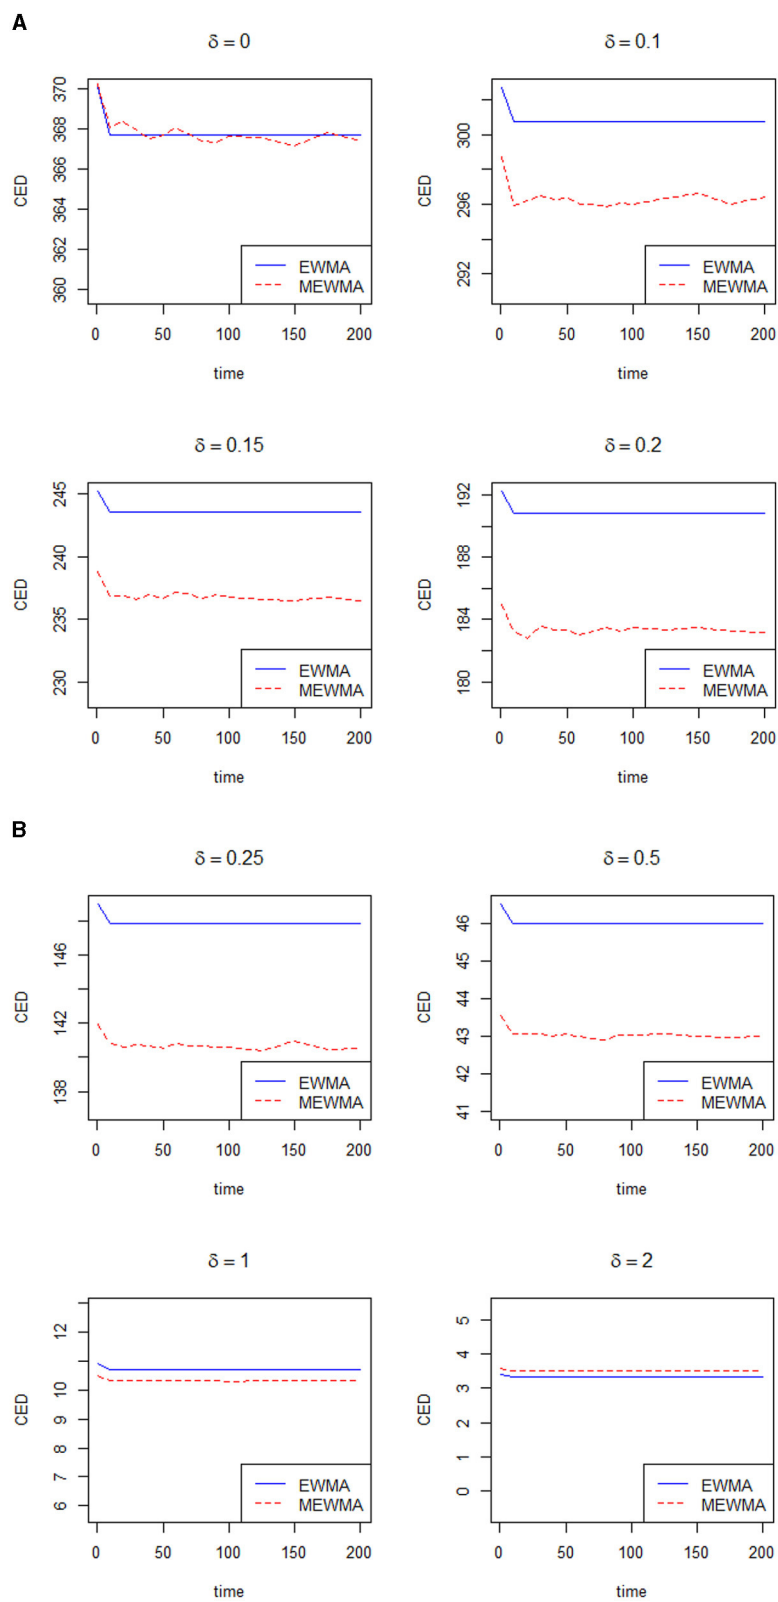 A
δ = 0
δ = 0.1
CED
360 362 364 366 368 370
EWMA
MEWMA
0 50 100 150 200
time
CED
292 296 300
EWMA
MEWMA
0 50 100 150 200
time
δ = 0.15
δ = 0.2
CED
230 235 240 245
EWMA
MEWMA
0 50 100 150 200
time
CED
180 184 188 192
EWMA
MEWMA
0 50 100 150 200
time
B
δ = 0.25
δ = 0.5
CED
138 142 146
EWMA
MEWMA
0 50 100 150 200
time
CED
41 42 43 44 45 46
EWMA
MEWMA
0 50 100 150 200
time
δ = 1
δ = 2
CED
6 7 8 9 10 12
EWMA
MEWMA
0 50 100 150 200
time
CED
0 1 2 3 4 5
EWMA
MEWMA
0 50 100 150 200
time